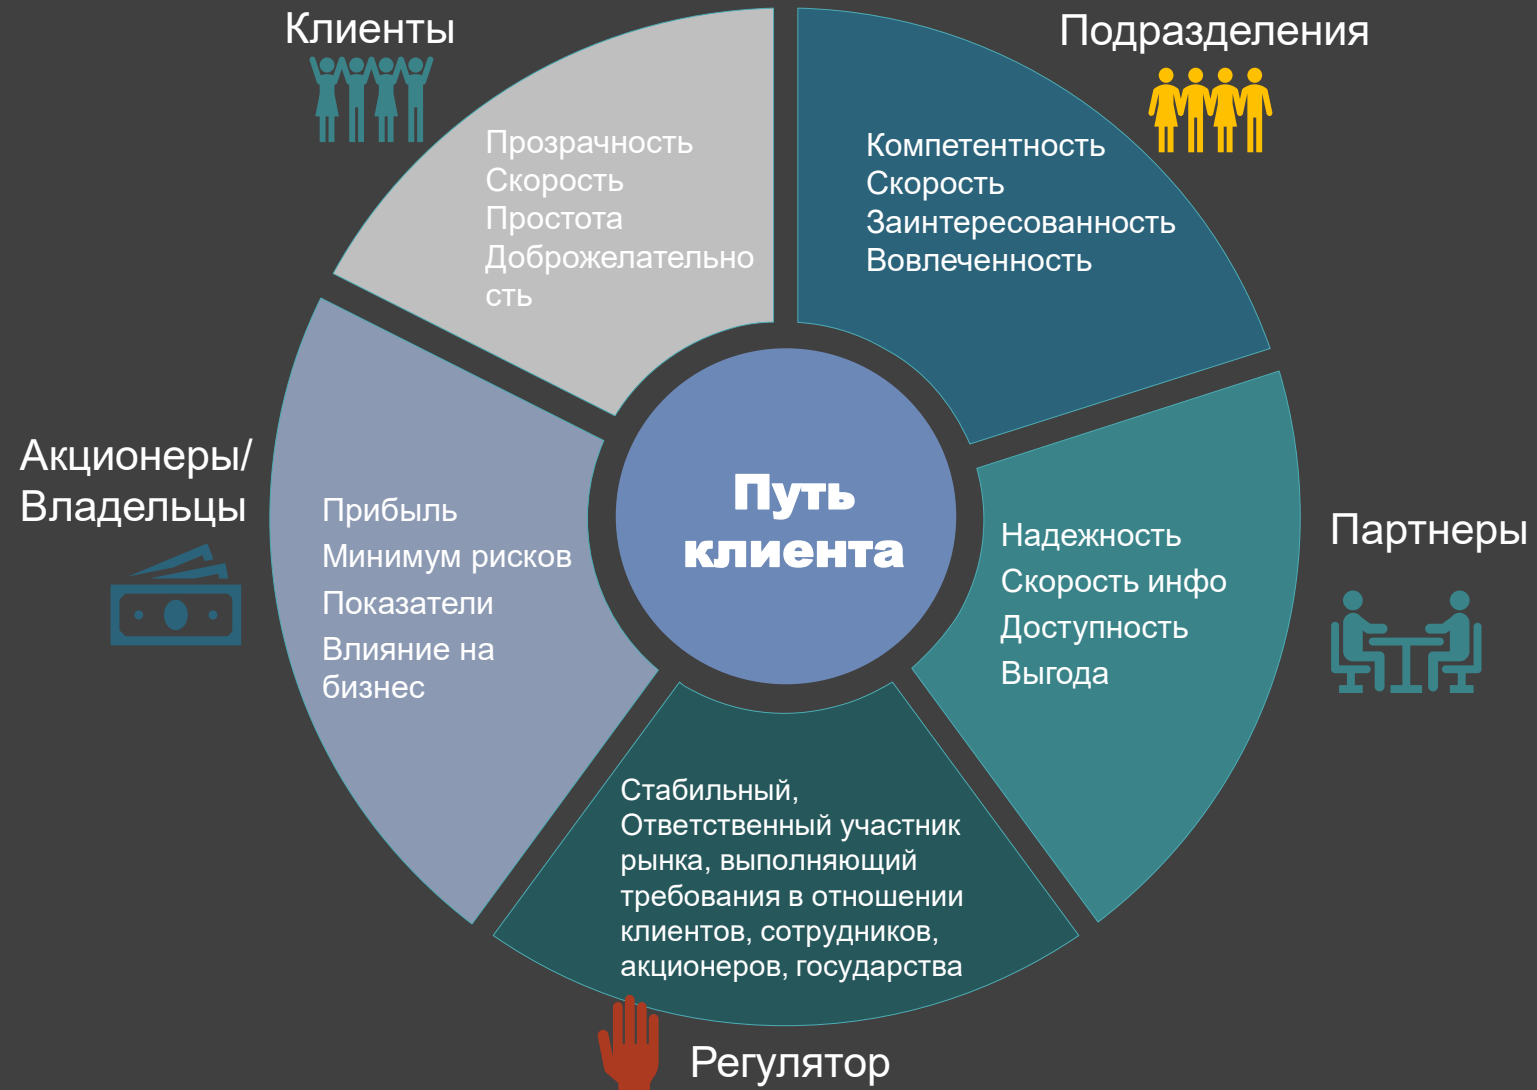 Клиенты
Прозрачность
Скорость
Простота
Доброжелательно
сть
Подразделения
Компетентность
Скорость
Заинтересованность
Вовлеченность
Акционеры/
Владельцы
Прибыль
Минимум рисков
Показатели
Влияние на
бизнес
Путь
клиента
Партнеры
Надежность
Скорость инфо
Доступность
Выгода
Стабильный,
Ответственный участник
рынка, выполняющий
требования в отношении
клиентов, сотрудников,
акционеров, государства
Регулятор